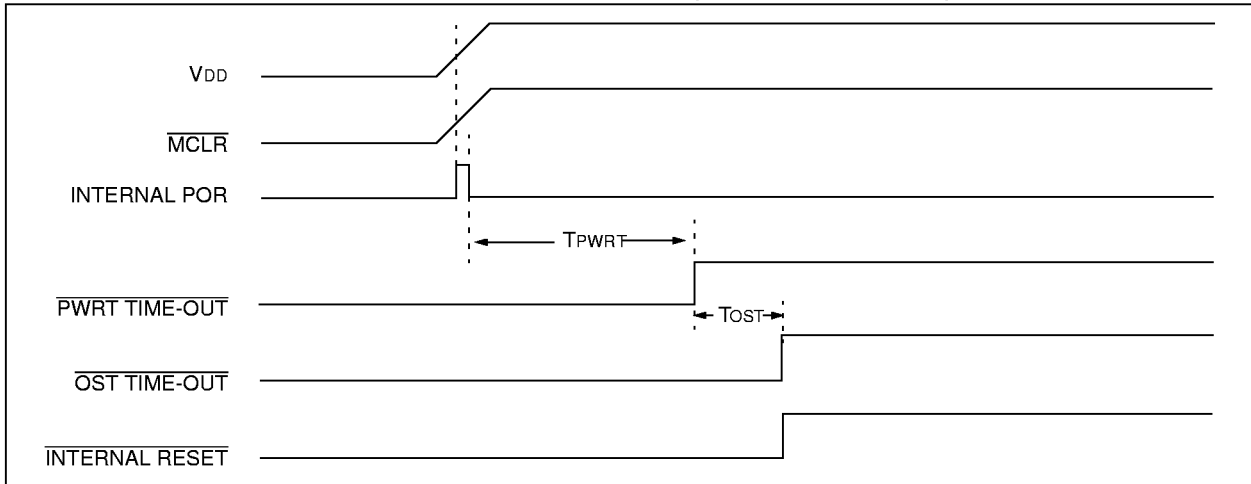 VDD
MCLR
INTERNAL POR
TPWRT
PWRT TIME-OUT
TOST
OST TIME-OUT
INTERNAL RESET